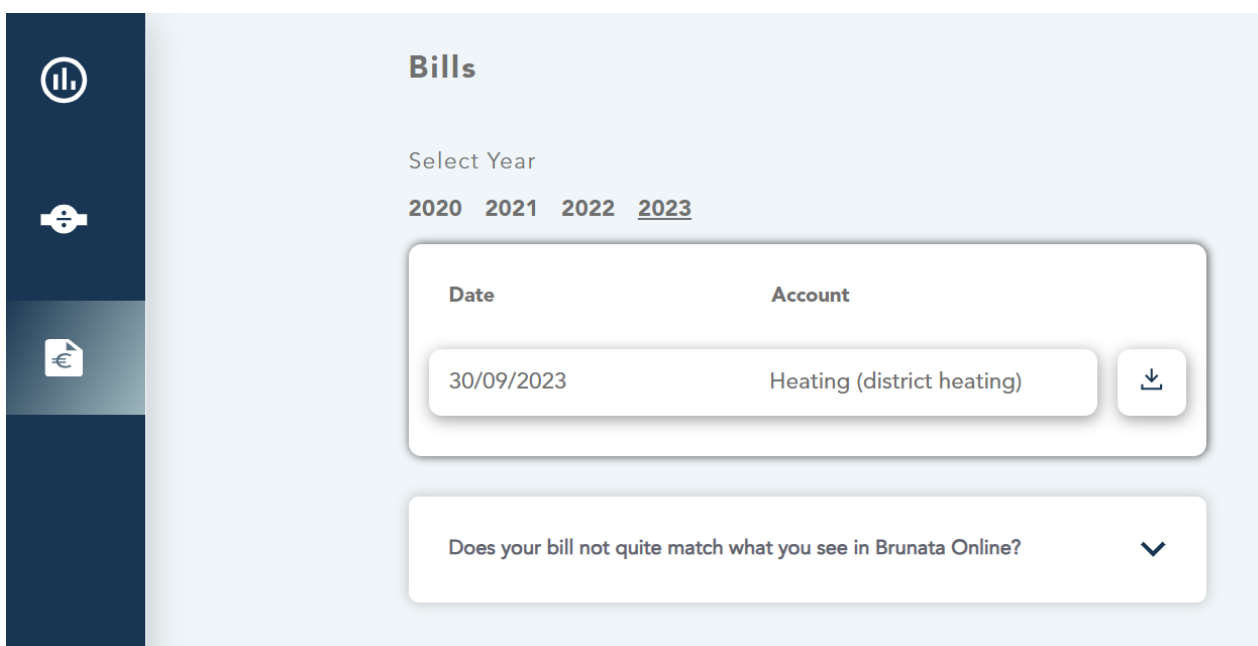 Bills
Select Year
2020 2021 2022 2023
Date Account
30/09/2023 Heating (district heating)
Does your bill not quite match what you see in Brunata Online?